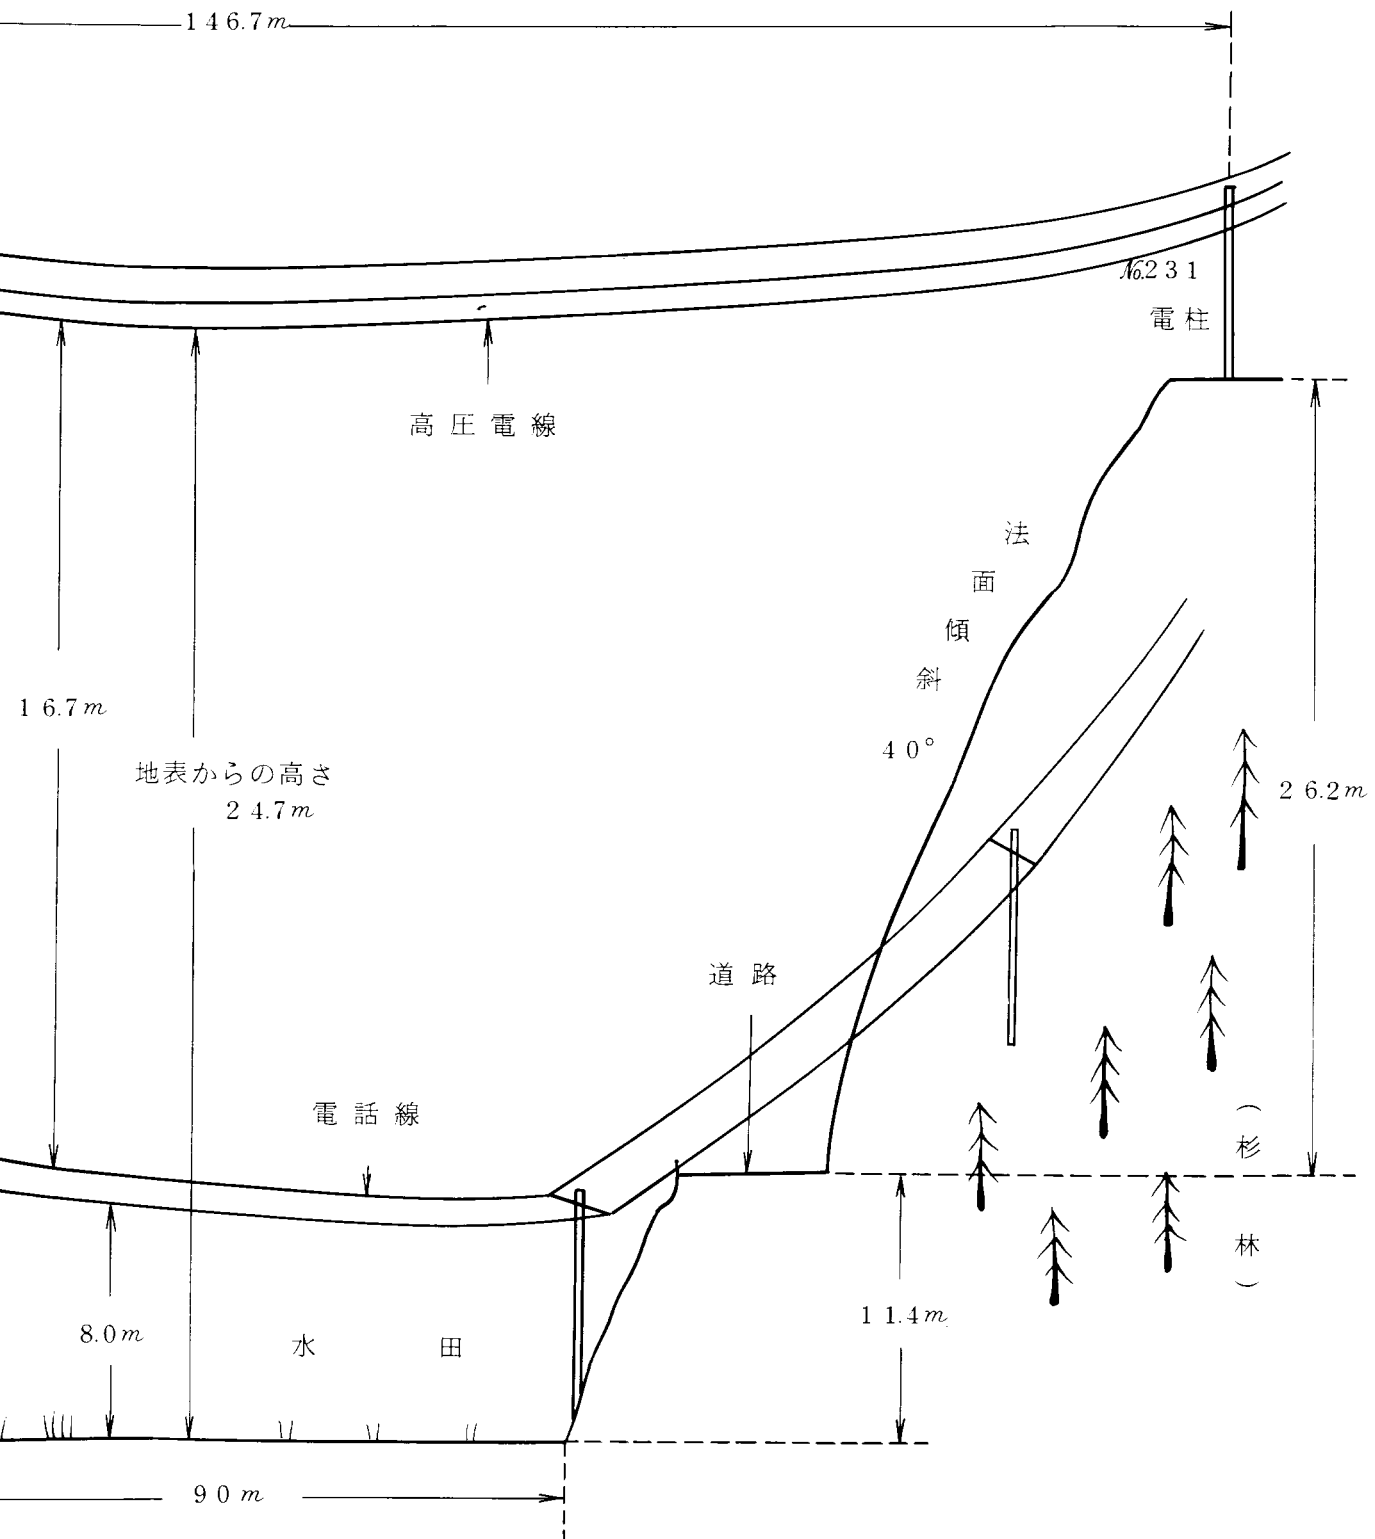 146.7m
№231
電柱
高圧電線
法面傾斜
40°
16.7m
地表からの高さ
24.7m
26.2m
道路
電話線
(杉林)
11.4m
8.0m
水田
90m